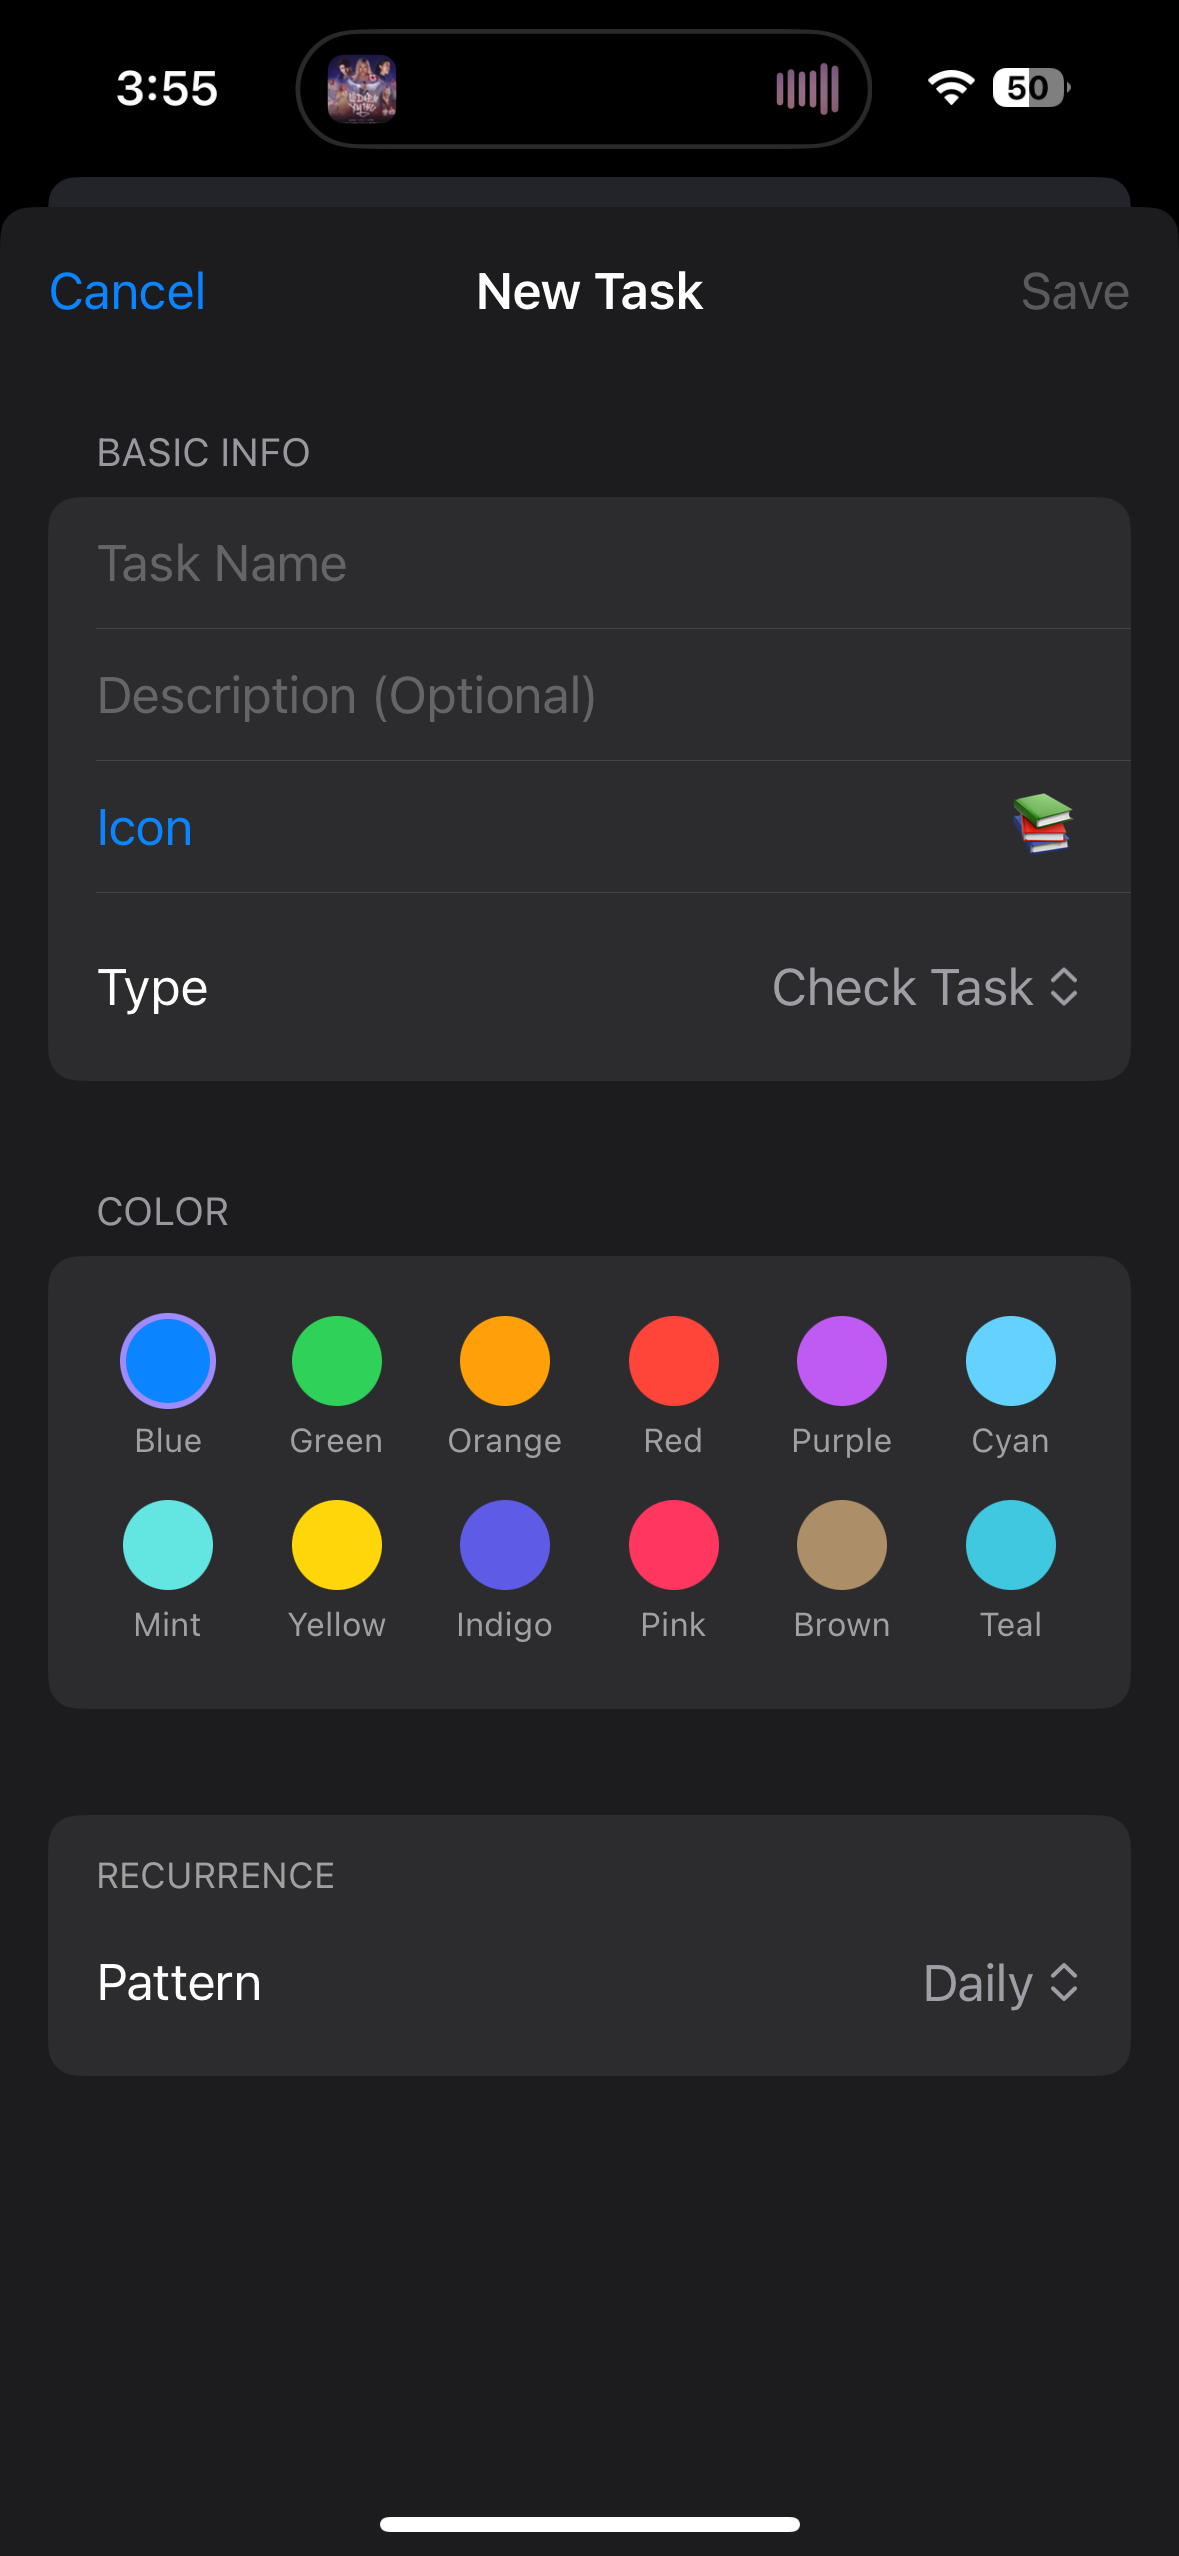 3:55
50
Cancel New Task Save
BASIC INFO
Task Name
Description (Optional)
Icon
Type Check Task
COLOR
Blue Green Orange Red Purple Cyan
Mint Yellow Indigo Pink Brown Teal
RECURRENCE
Pattern Daily